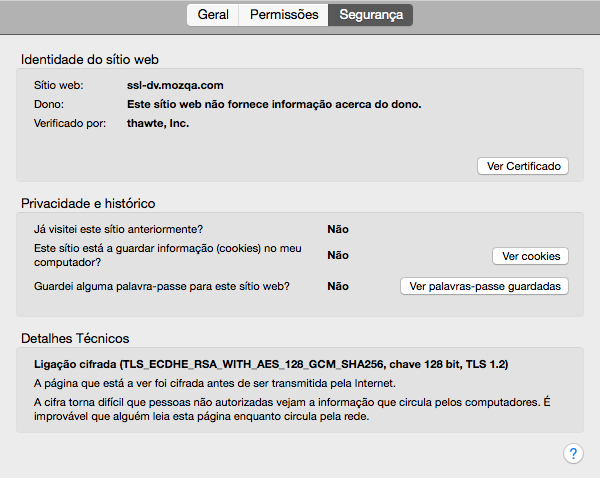 Geral Permissões Segurança
Identidade do sítio web
Sítio web: ssl-dv.mozqa.com
Dono: Este sítio web não fornece informação acerca do dono.
Verificado por: thawte, Inc.
Ver Certificado
Privacidade e histórico
Já visitei este sítio anteriormente? Não
Este sítio está a guardar informação (cookies) no meu
computador? Não Ver cookies
Guardei alguma palavra-passe para este sítio web? Não Ver palavras-passe guardadas
Detalhes Técnicos
Ligação cifrada (TLS_ECDHE_RSA_WITH_AES_128_GCM_SHA256, chave 128 bit, TLS 1.2)
A página que está a ver foi cifrada antes de ser transmitida pela Internet.
A cifra torna difícil que pessoas não autorizadas vejam a informação que circula pelos computadores. É
improvável que alguém leia esta página enquanto circula pela rede.
?